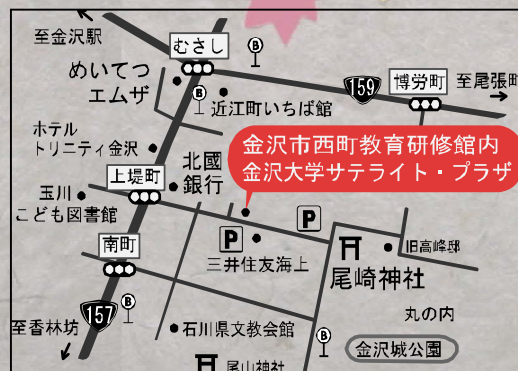 至金沢駅
むさし
B
めいてつ
エムザ
B
近江町いちば館
159
博労町
至尾張町
ホテル
トリニティ金沢
北國
銀行
金沢市西町教育研修館内
金沢大学サテライト・プラザ
上堤町
玉川
こども図書館
P
P
三井住友海上
旧高峰邸
尾崎神社
南町
157
B
至香林坊
石川県文教会館
丸の内
B
金沢城公園
尾山神社